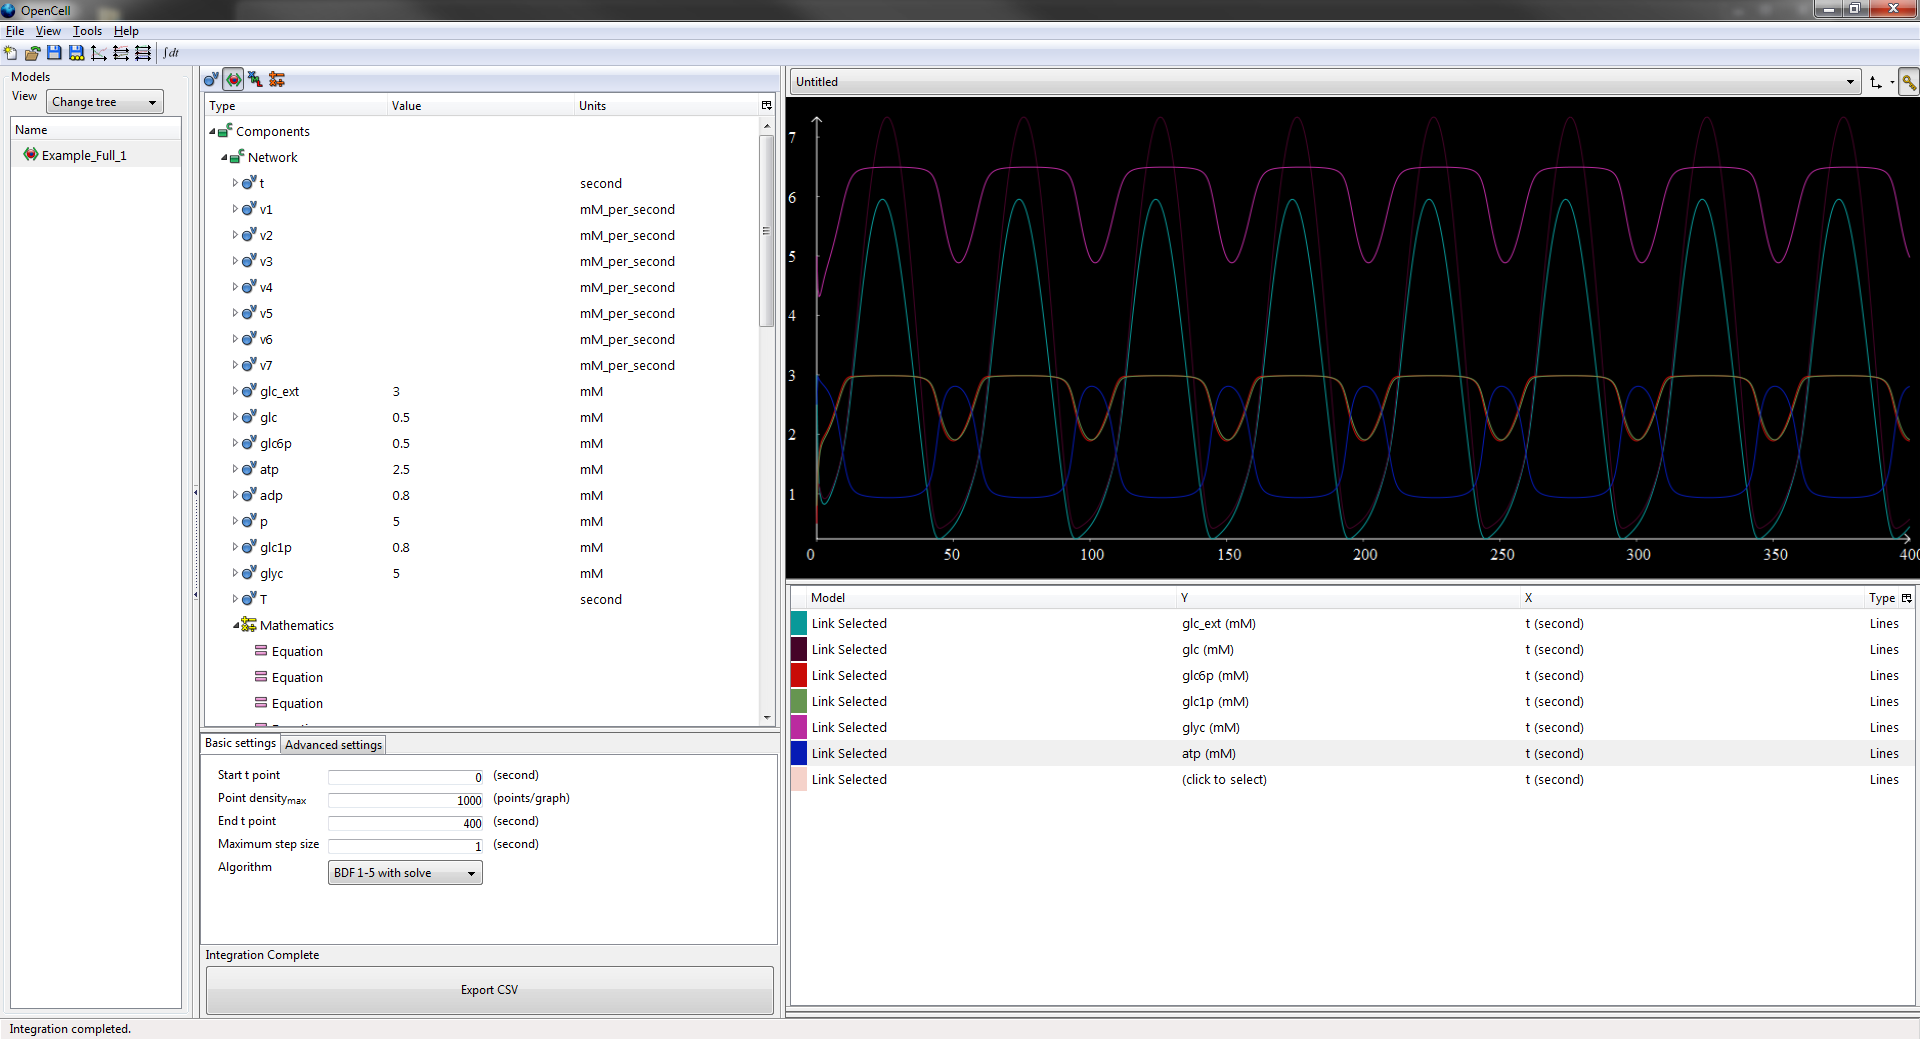 OpenCell
File View Tools Help
∫dt
Models
View Change tree
Name
Example_Full_1
Type Value Units
Components
Network
t second
v1 mM_per_second
v2 mM_per_second
v3 mM_per_second
v4 mM_per_second
v5 mM_per_second
v6 mM_per_second
v7 mM_per_second
glc_ext 3 mM
glc 0.5 mM
glc6p 0.5 mM
atp 2.5 mM
adp 0.8 mM
p 5 mM
glc1p 0.8 mM
glyc 5 mM
T second
Mathematics
Equation
Equation
Equation
Basic settings Advanced settings
Start t point 0 (second)
Point densitymax 1000 (points/graph)
End t point 400 (second)
Maximum step size 1 (second)
Algorithm BDF 1-5 with solve
Integration Complete
Export CSV
Untitled
7
6
5
4
3
2
1
0 50 100 150 200 250 300 350 400
Model Y X Type
Link Selected glc_ext (mM) t (second) Lines
Link Selected glc (mM) t (second) Lines
Link Selected glc6p (mM) t (second) Lines
Link Selected glc1p (mM) t (second) Lines
Link Selected glyc (mM) t (second) Lines
Link Selected atp (mM) t (second) Lines
Link Selected (click to select) t (second) Lines
Integration completed.